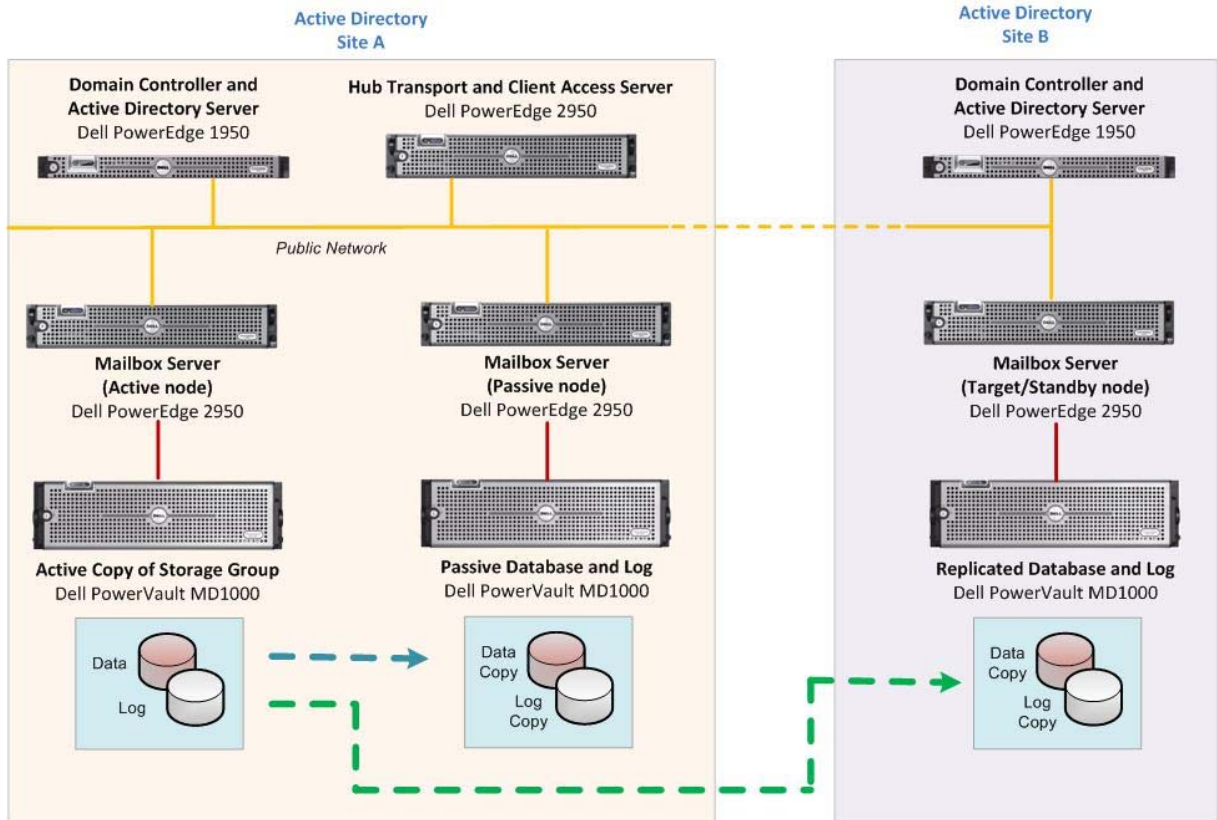 Active Directory
Site A
Active Directory
Site B
Domain Controller and
Active Directory Server
Dell PowerEdge 1950
Hub Transport and Client Access Server
Dell PowerEdge 2950
Domain Controller and
Active Directory Server
Dell PowerEdge 1950
Public Network
Mailbox Server
(Active node)
Dell PowerEdge 2950
Mailbox Server
(Passive node)
Dell PowerEdge 2950
Mailbox Server
(Target/Standby node)
Dell PowerEdge 2950
Active Copy of Storage Group
Dell PowerVault MD1000
Passive Database and Log
Dell PowerVault MD1000
Replicated Database and Log
Dell PowerVault MD1000
Data
Log
Data
Copy
Log
Copy
Data
Copy
Log
Copy